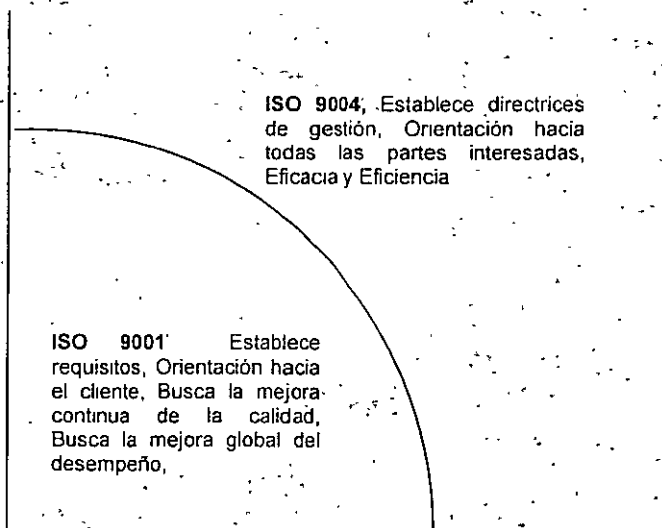 ISO 9004, Establece directrices
de gestión, Orientación hacia
todas las partes interesadas,
Eficacia y Eficiencia
ISO 9001 Establece
requisitos, Orientación hacia
el cliente, Busca la mejora
continua de la calidad,
Busca la mejora global del
desempeño,